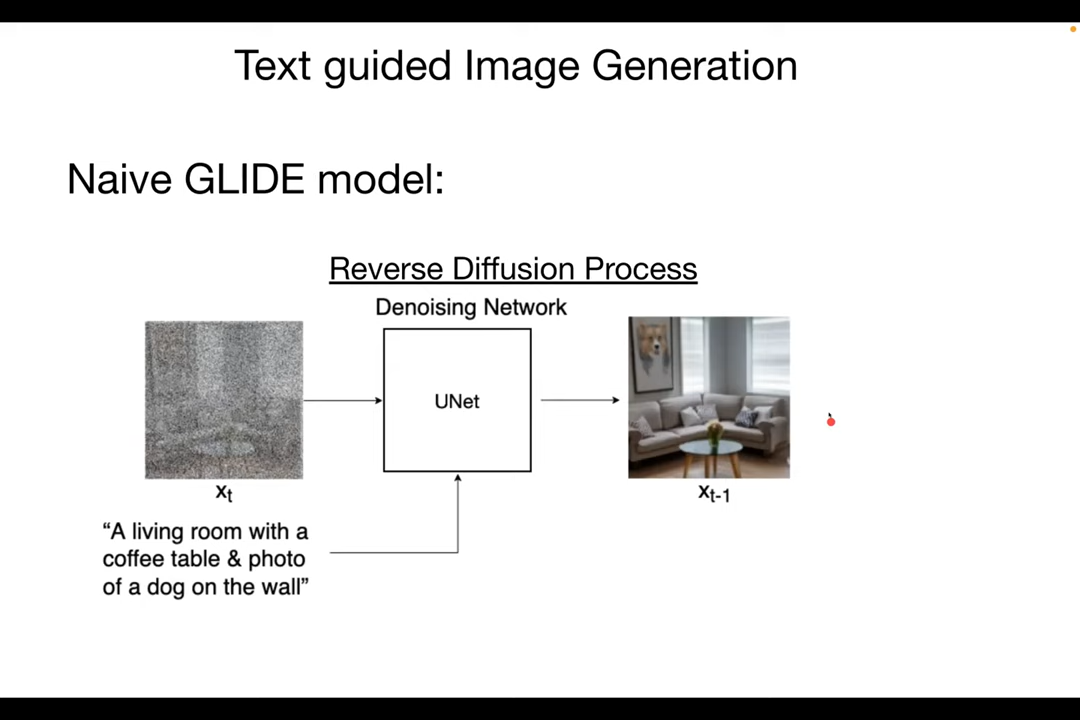 Text guided Image Generation
Naive GLIDE model:
Reverse Diffusion Process
Denoising Network
UNet
xt
xt-1
“A living room with a
coffee table & photo
of a dog on the wall”